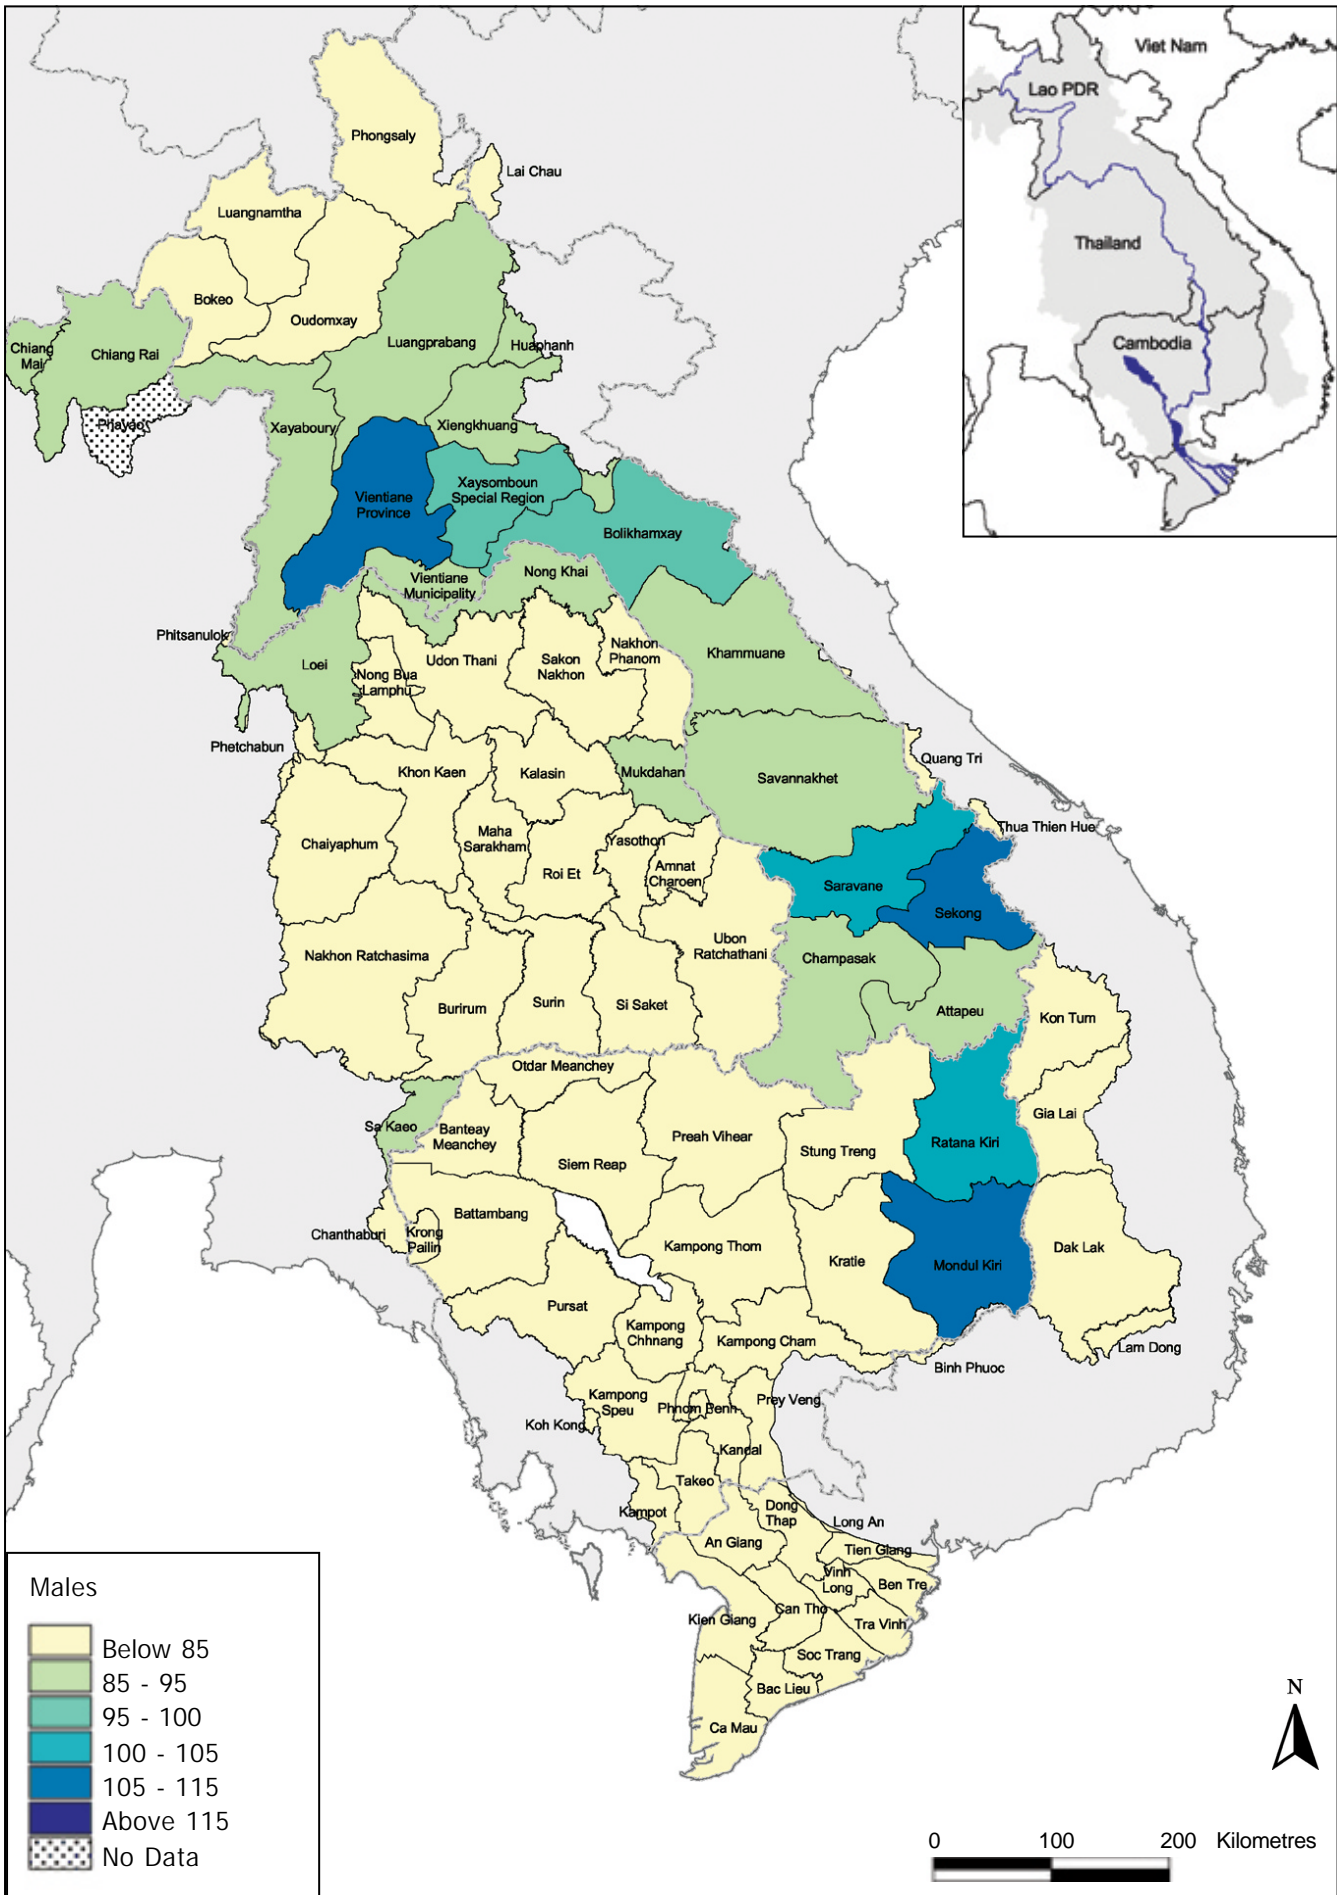 Viet Nam
Lao PDR
Thailand
Cambodia
Phongsaly
Lai Chau
Luangnamtha
Bokeo
Oudomxay
Chiang
Mai
Chiang Rai
Luangprabang
Huaphanh
Phayao
Xayaboury
Xiengkhuang
Vientiane
Province
Xaysomboun
Special Region
Bolikhamxay
Vientiane
Municipality
Nong Khai
Phitsanulok
Loei
Nong Bua
Lamphu
Udon Thani
Sakon
Nakhon
Nakhon
Phanom
Khammuane
Phetchabun
Khon Kaen
Kalasin
Mukdahan
Savannakhet
Quang Tri
Thua Thien Hue
Chaiyaphum
Maha
Sarakham
Roi Et
Yasothon
Amnat
Charoen
Saravane
Sekong
Nakhon Ratchasima
Ubon
Ratchathani
Champasak
Burirum
Surin
Si Saket
Attapeu
Kon Tum
Otdar Meanchey
Sa Kaeo
Banteay
Meanchey
Siem Reap
Preah Vihear
Stung Treng
Ratana Kiri
Gia Lai
Chanthaburi
Krong
Pailin
Battambang
Kampong Thom
Kratie
Mondul Kiri
Dak Lak
Pursat
Kampong
Chhnang
Kampong Cham
Binh Phuoc
Lam Dong
Kampong
Speu
Phnom Penh
Prey Veng
Koh Kong
Kandal
Takeo
Kampot
Dong
Thap
Long An
An Giang
Tien Giang
Vinh
Long
Ben Tre
Can Tho
Kien Giang
Tra Vinh
Soc Trang
Bac Lieu
Ca Mau
Males
Below 85
85 - 95
95 - 100
100 - 105
105 - 115
Above 115
No Data
N
0 100 200 Kilometres